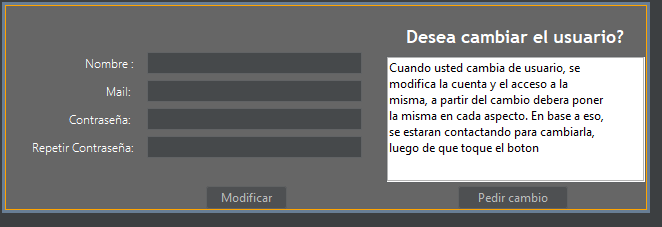 Desea cambiar el usuario?
Nombre :
Mail:
Contraseña:
Repetir Contraseña:
Modificar
Cuando usted cambia de usuario, se
modifica la cuenta y el acceso a la
misma, a partir del cambio debera poner
la misma en cada aspecto. En base a eso,
se estaran contactando para cambiarla,
luego de que toque el boton
Pedir cambio